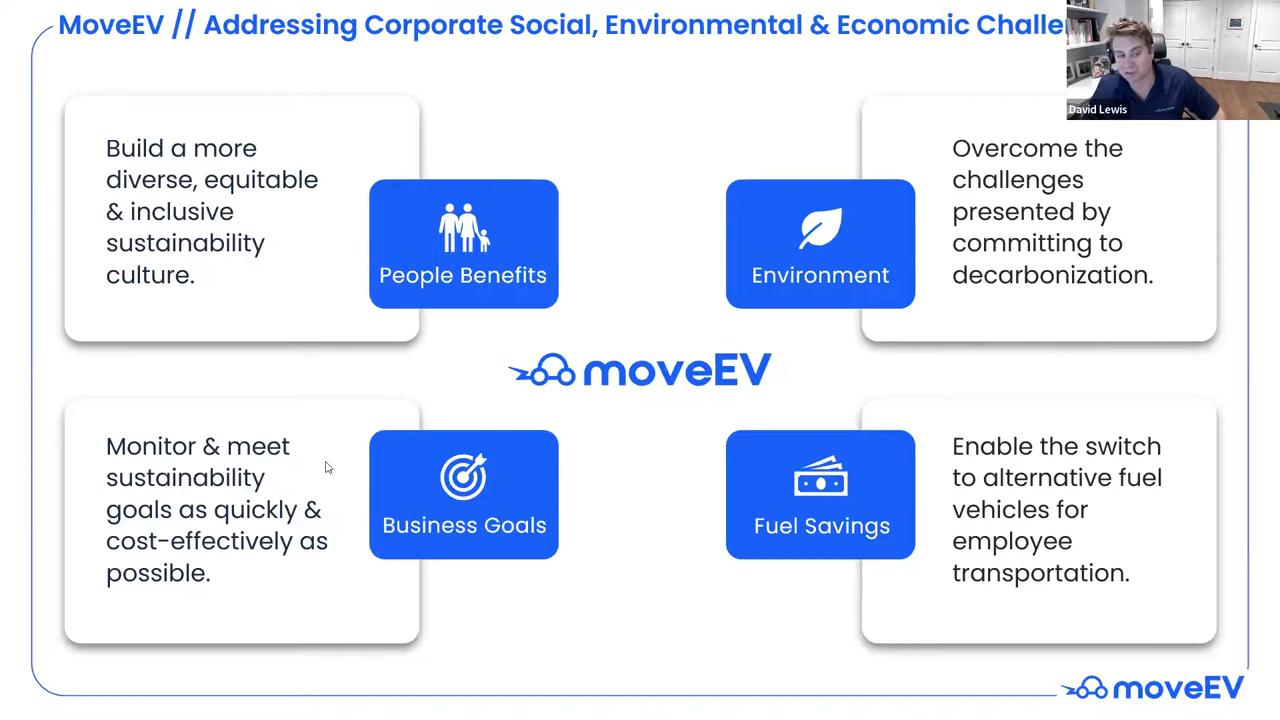 MoveEV // Addressing Corporate Social, Environmental & Economic
David Lewis
Build a more
diverse, equitable
& inclusive
sustainability
culture.
People Benefits
Environment
Overcome the
challenges
presented by
committing to
decarbonization.
moveEV
Monitor & meet
sustainability
goals as quickly &
cost-effectively as
possible.
Business Goals
Fuel Savings
Enable the switch
to alternative fuel
vehicles for
employee
transportation.
moveEV